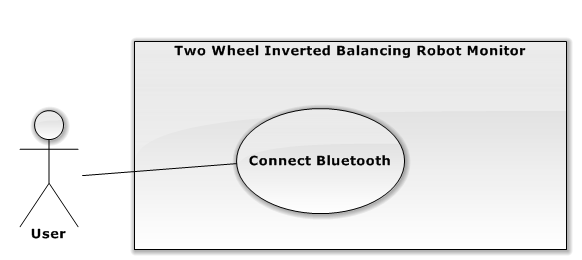 Two Wheel Inverted Balancing Robot Monitor
Connect Bluetooth
User